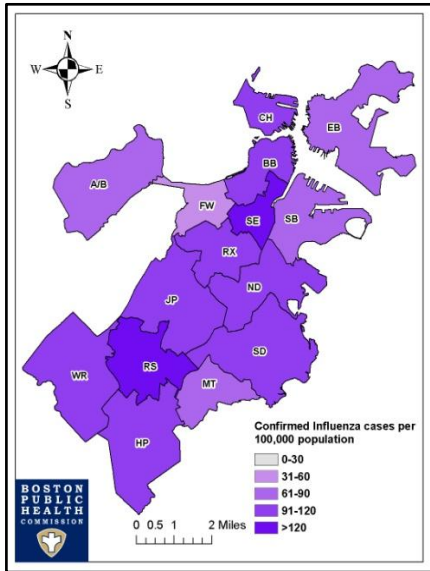 N
W E
S
CH
EB
BB
A/B
FW
SE
SB
RX
JP
ND
SD
WR
RS
MT
HP
Confirmed Influenza cases per
100,000 population
0-30
31-60
61-90
91-120
>120
BOSTON
PUBLIC
HEALTH
COMMISSION
0 0.5 1 2 Miles